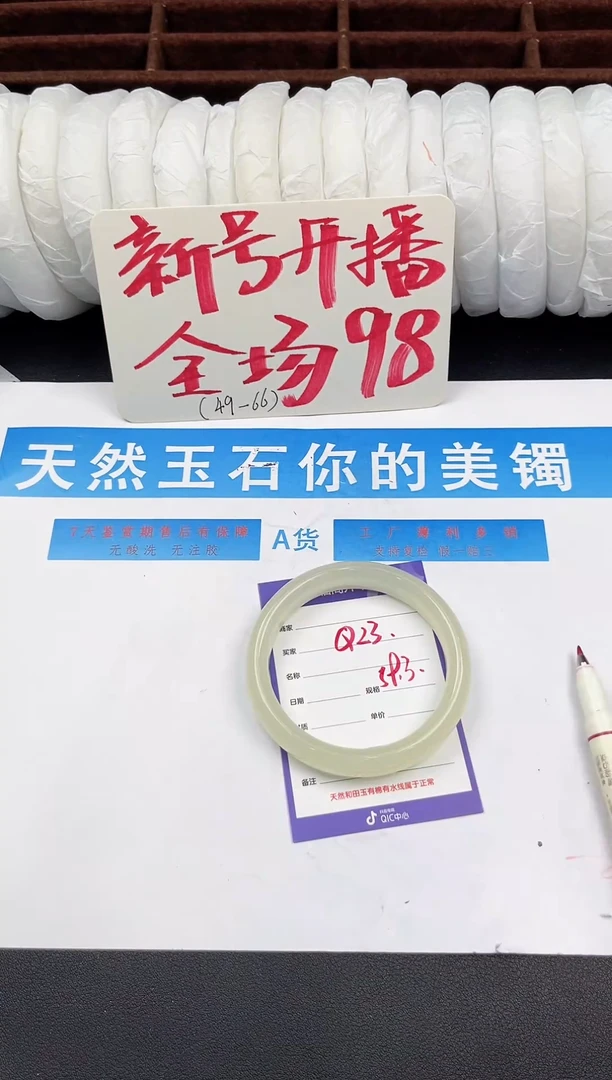 新号开播
全场98
(49-66)
天然玉石你的美镯
无酸洗 无注胶
A货
商家
买家
Q23.
名称
规格
日期
单价
备注
天然和田玉有棉有水线属于正常
QIC中心